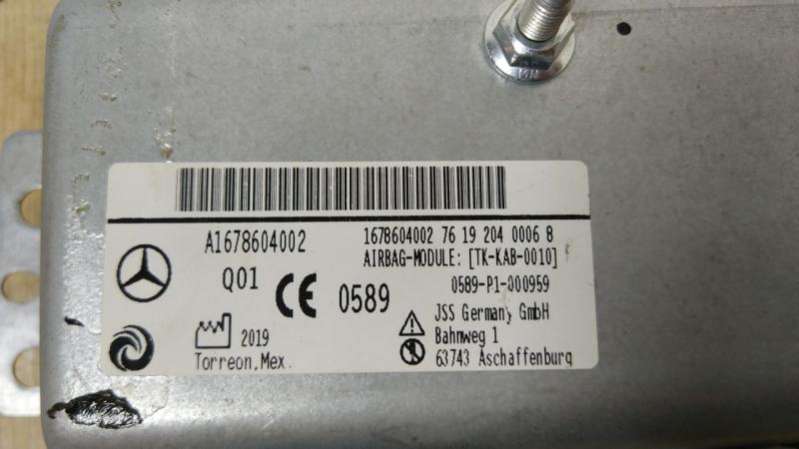 A1678604002
1678604002 76 19 204 0006 8
AIRBAG-MODULE: [TK-KAB-0010]
Q01
CE 0589
0589-P1-000959
2019
Torreon, Mex.
JSS Germany GmbH
Bahnweg 1
63743 Aschaffenburg